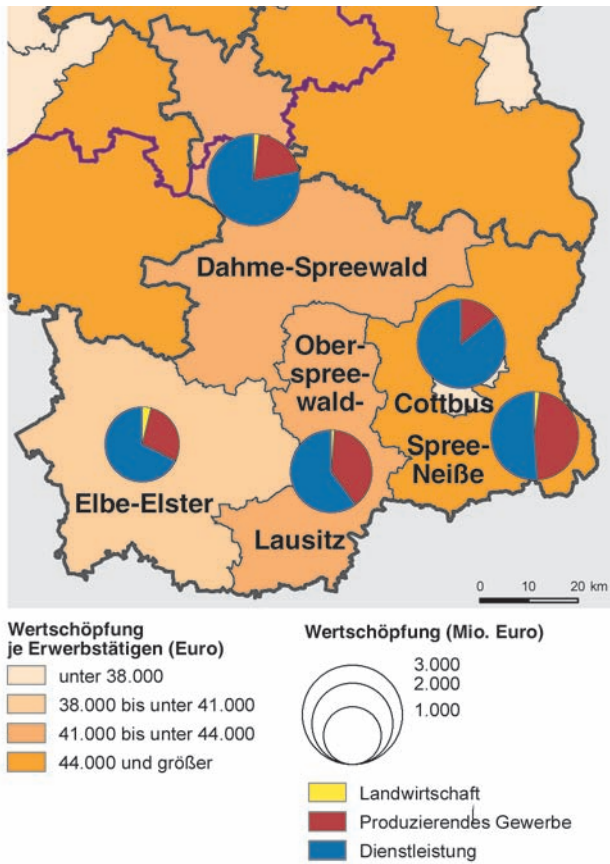 Dahme-Spreewald
Ober-
spree-
wald-
Cottbus
Spree-
Neiße
Elbe-Elster
Lausitz
0 10 20 km
Wertschöpfung
je Erwerbstätigen (Euro)
unter 38.000
38.000 bis unter 41.000
41.000 bis unter 44.000
44.000 und größer
Wertschöpfung (Mio. Euro)
3.000
2.000
1.000
Landwirtschaft
Produzierendes Gewerbe
Dienstleistung